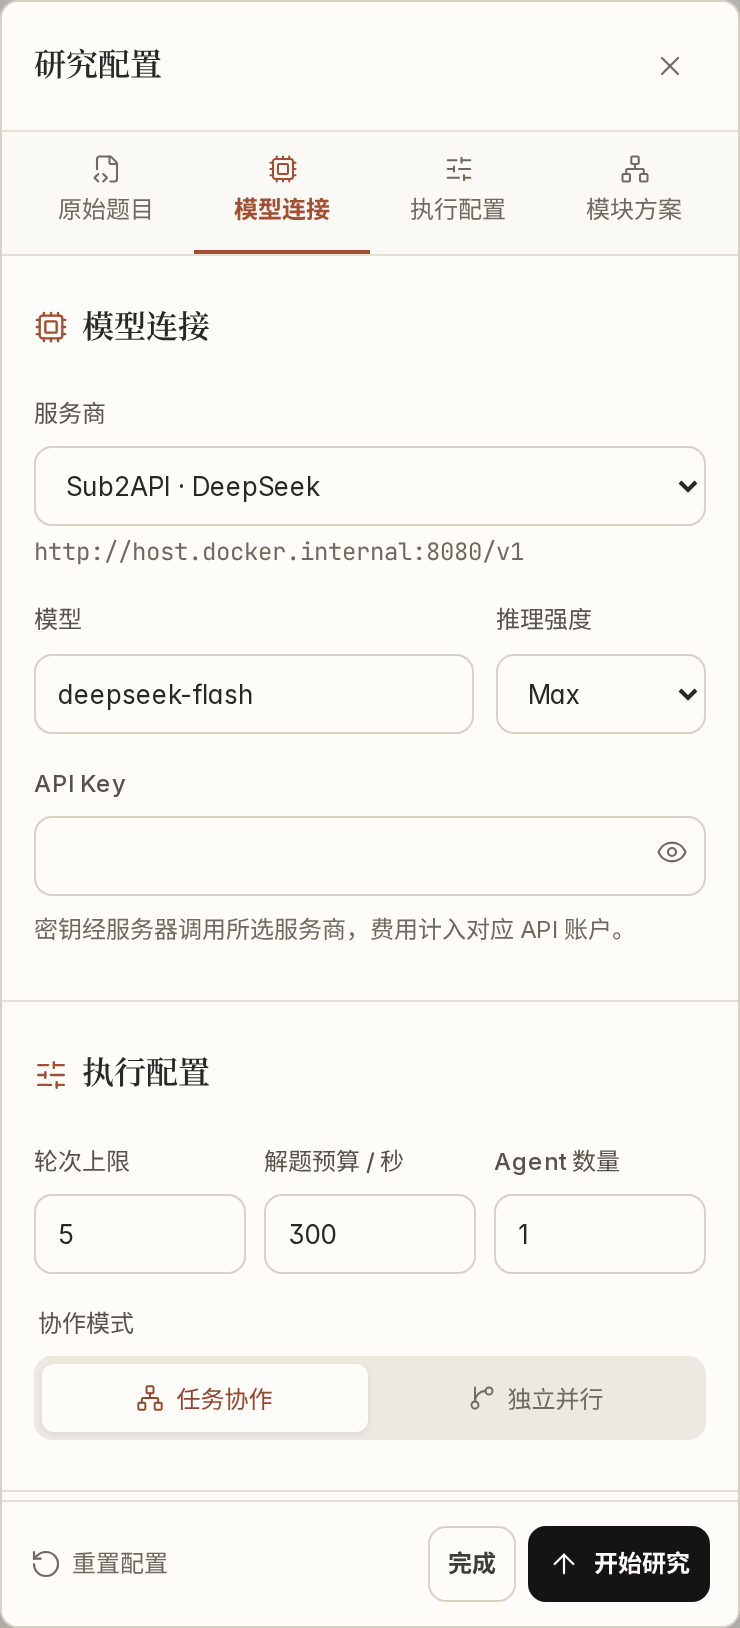 研究配置
原始题目 模型连接 执行配置 模块方案
模型连接
服务商
Sub2API · DeepSeek
http://host.docker.internal:8080/v1
模型 推理强度
deepseek-flash Max
API Key
密钥经服务器调用所选服务商，费用计入对应 API 账户。
执行配置
轮次上限 解题预算 / 秒 Agent 数量
5 300 1
协作模式
任务协作 独立并行
重置配置 完成 开始研究